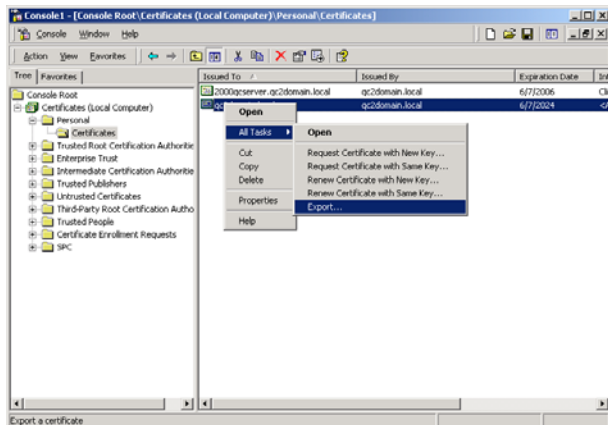 Console1 - [Console Root\Certificates (Local Computer)\Personal\Certificates]
Console Window Help
Action View Favorites
Tree Favorites
Issued To Issued By Expiration Date
Console Root
Certificates (Local Computer)
Personal
Certificates
Trusted Root Certification Authoritie
Enterprise Trust
Intermediate Certification Authoritie
Trusted Publishers
Untrusted Certificates
Third-Party Root Certification Autho
Trusted People
Certificate Enrollment Requests
SPC
2000qcserver.qc2domain.local qc2domain.local 6/7/2006
qc2domain.local 6/7/2024
Open
All Tasks
Cut
Copy
Delete
Properties
Help
Open
Request Certificate with New Key...
Request Certificate with Same Key...
Renew Certificate with New Key...
Renew Certificate with Same Key...
Export...
Export a certificate